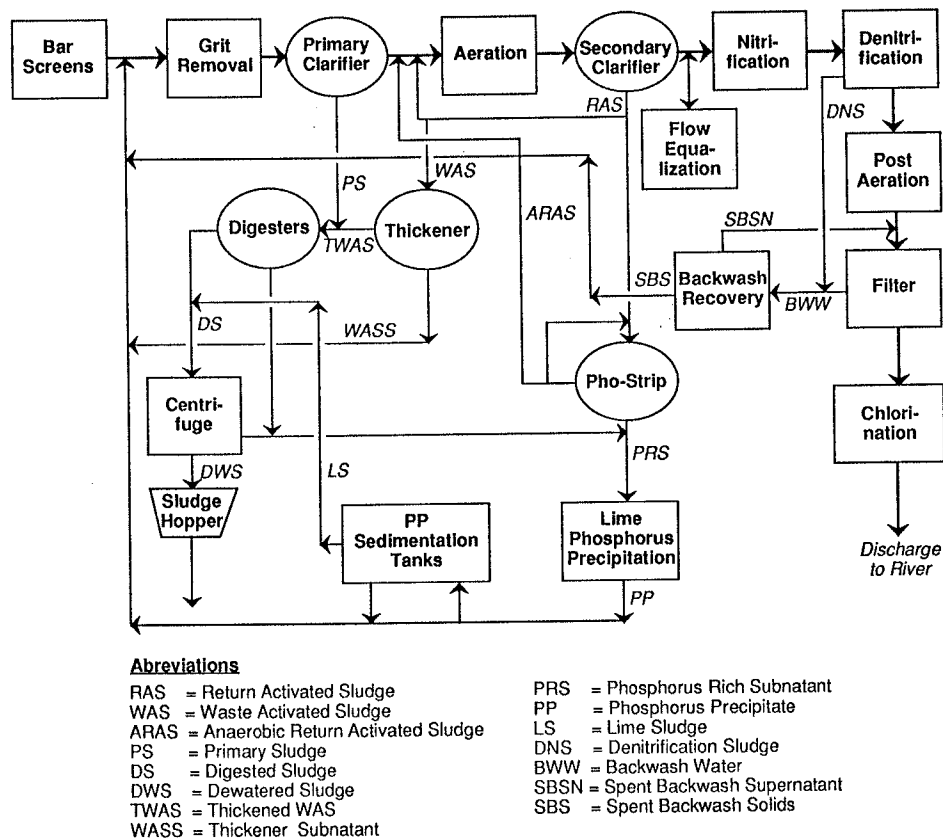 Bar
Screens
Grit
Removal
Primary
Clarifier
Aeration
Secondary
Clarifier
Nitri-
fication
Denitri-
fication
RAS
DNS
Flow
Equa-
lization
Post
Aeration
PS
WAS
ARAS
SBSN
Digesters
TWAS
Thickener
SBS
Backwash
Recovery
BWW
Filter
DS
WASS
Pho-Strip
Centri-
fuge
Chlori-
nation
DWS
LS
PRS
Sludge
Hopper
PP
Sedimentation
Tanks
Lime
Phosphorus
Precipitation
Discharge
to River
PP
Abreviations
RAS = Return Activated Sludge
WAS = Waste Activated Sludge
ARAS = Anaerobic Return Activated Sludge
PS = Primary Sludge
DS = Digested Sludge
DWS = Dewatered Sludge
TWAS = Thickened WAS
WASS = Thickener Subnatant
PRS = Phosphorus Rich Subnatant
PP = Phosphorus Precipitate
LS = Lime Sludge
DNS = Denitrification Sludge
BWW = Backwash Water
SBSN = Spent Backwash Supernatant
SBS = Spent Backwash Solids